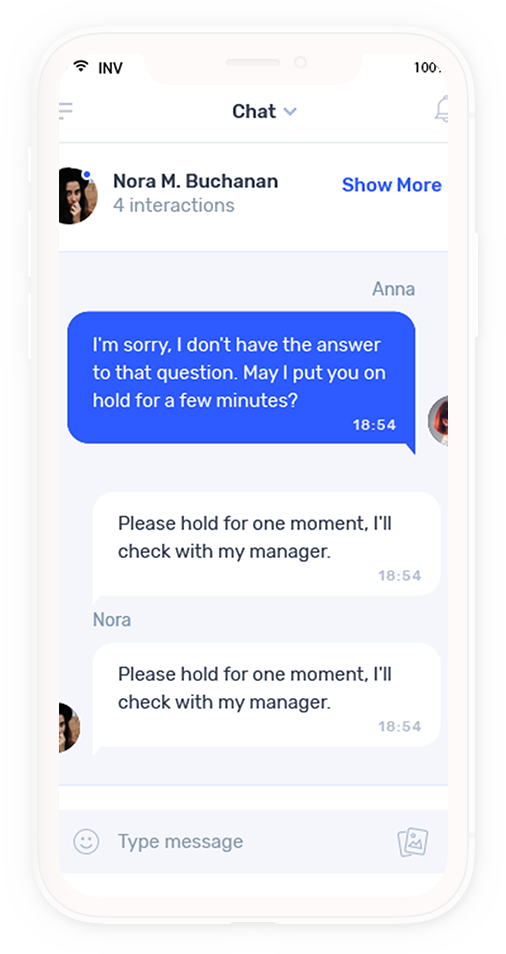 INV
100
Chat
Nora M. Buchanan
Show More
4 interactions
Anna
I'm sorry, I don't have the answer
to that question. May I put you on
hold for a few minutes?
18:54
Please hold for one moment, I'll
check with my manager.
18:54
Nora
Please hold for one moment, I'll
check with my manager.
18:54
Type message